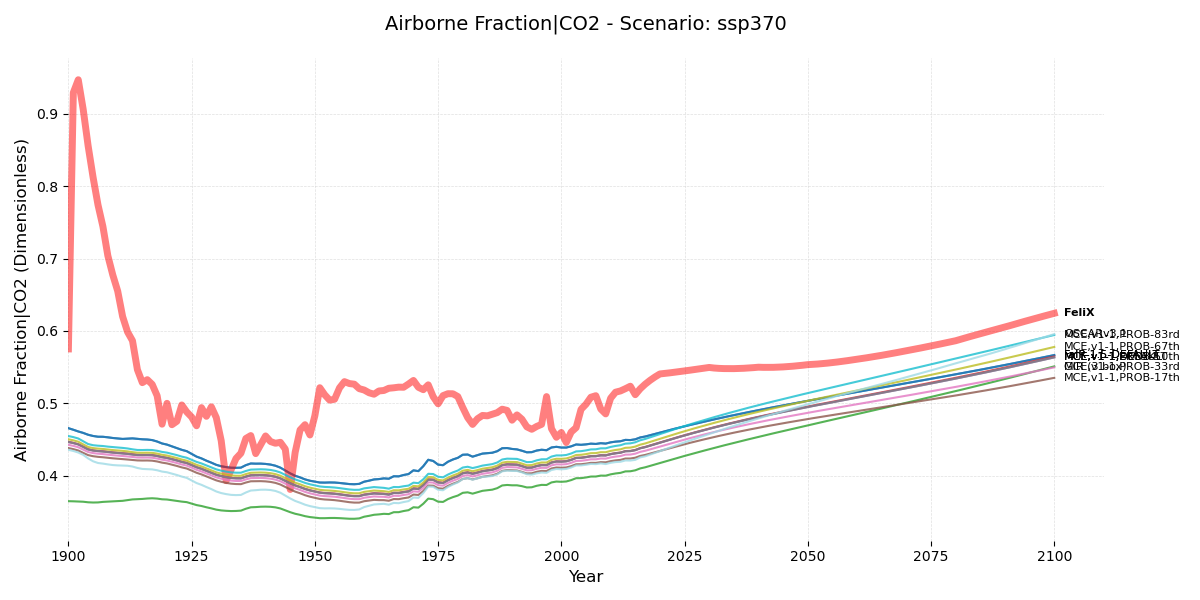 Airborne Fraction|CO2 - Scenario: ssp370
Airborne Fraction|CO2 (Dimensionless)
0.9
0.8
0.7
0.6
0.5
0.4
1900
1925
1950
1975
2000
2025
2050
2075
2100
Year
FeliX
MCE,v1-1,PROB-83rd
MCE,v1-1,PROB-67th
MCE,v1-1,PROB-33rd
MCE,v1-1,PROB-17th